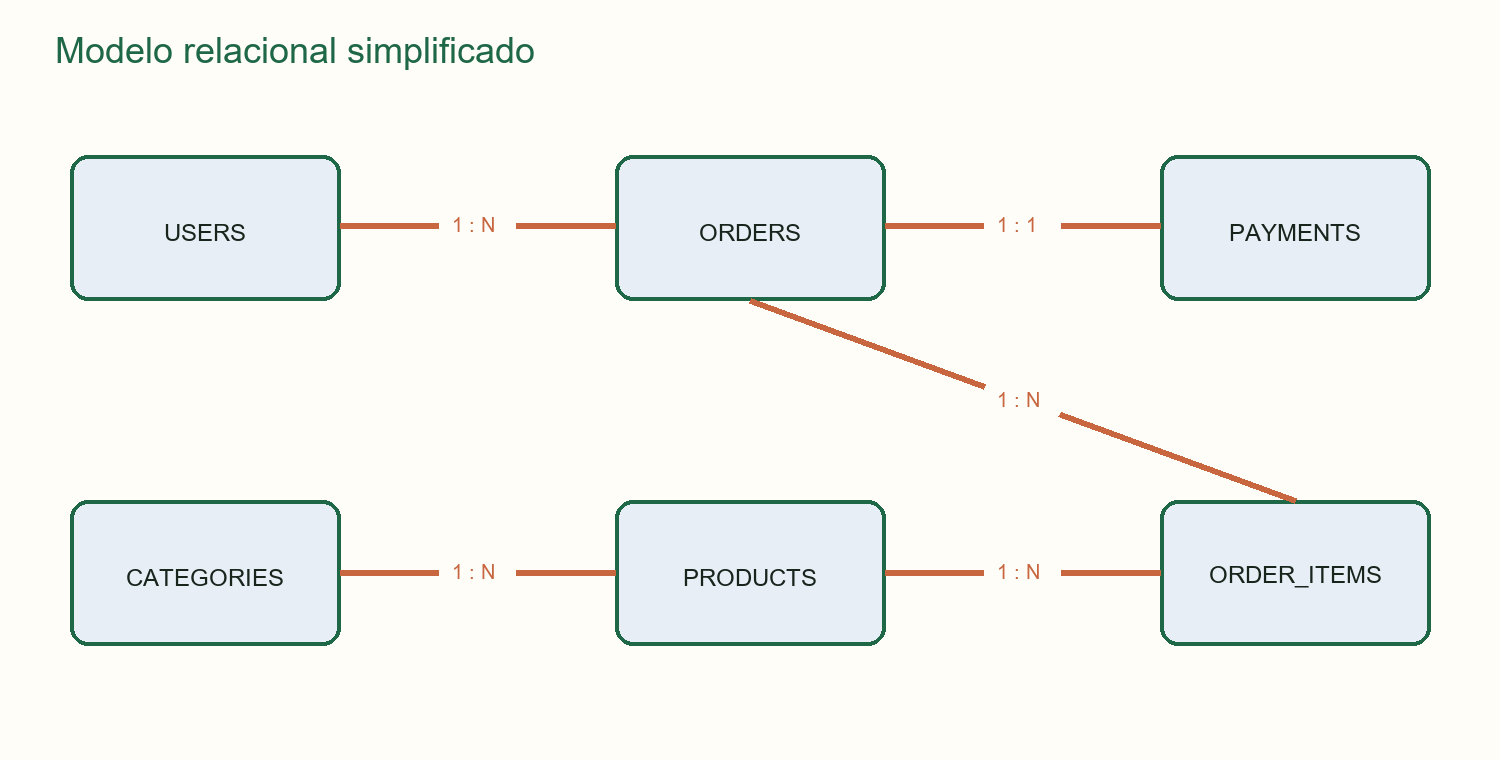 Modelo relacional simplificado
USERS
1 : N
ORDERS
1 : 1
PAYMENTS
1 : N
CATEGORIES
1 : N
PRODUCTS
1 : N
ORDER_ITEMS